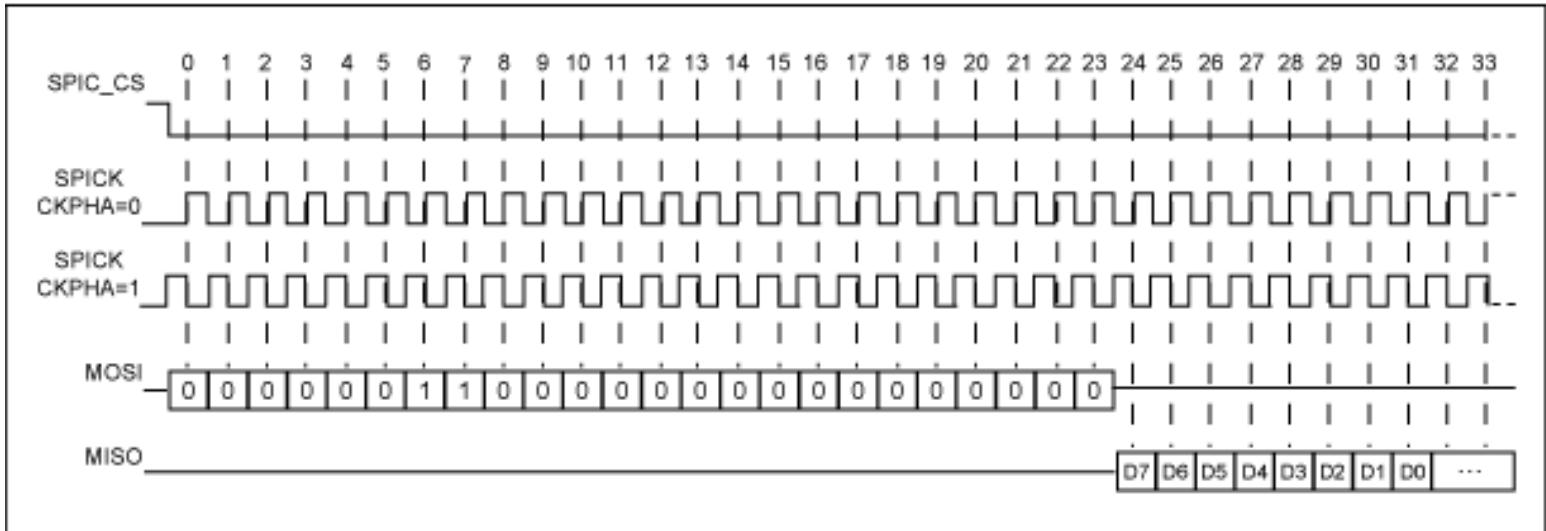 0 1 2 3 4 5 6 7 8 9 10 11 12 13 14 15 16 17 18 19 20 21 22 23 24 25 26 27 28 29 30 31 32 33
SPIC_CS
SPICK
CKPHA=0
SPICK
CKPHA=1
MOSI
0 0 0 0 0 0 1 1 0 0 0 0 0 0 0 0 0 0 0 0 0 0 0 0
MISO
D7 D6 D5 D4 D3 D2 D1 D0 ...